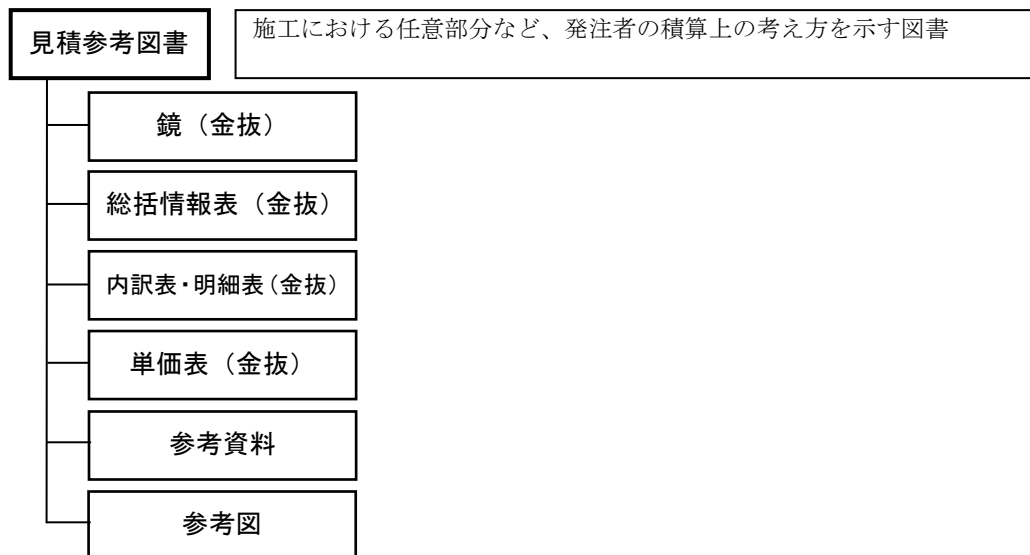 見積参考図書
施工における任意部分など、発注者の積算上の考え方を示す図書
鏡（金抜）
総括情報表（金抜）
内訳表・明細表（金抜）
単価表（金抜）
参考資料
参考図